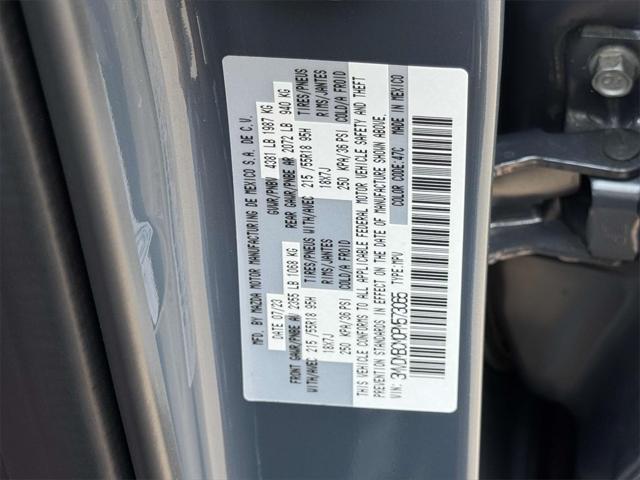 MFD. BY MAZDA MOTOR MANUFACTURING DE MEXICO S.A. DE C.V.
DATE 07/23 GVWR/PNBV 4381 LB 1987 KG
FRONT GAWR/PNBE AV 2355 LB 1068 KG REAR GAWR/PNBE AR 2072 LB 940 KG
WITH/AVEC 215/55R18 95H TIRES/PNEUS WITH/AVEC 215/55R18 95H TIRES/PNEUS
18X7J RIMS/JANTES 18X7J RIMS/JANTES
250 KPA/36 PSI COLD/A FROID 250 KPA/36 PSI COLD/A FROID
THIS VEHICLE CONFORMS TO ALL APPLICABLE FEDERAL MOTOR VEHICLE SAFETY AND THEFT
PREVENTION STANDARDS IN EFFECT ON THE DATE OF MANUFACTURE SHOWN ABOVE.
VIN: TYPE:MPV COLOR CODE:47C MADE IN MEXICO